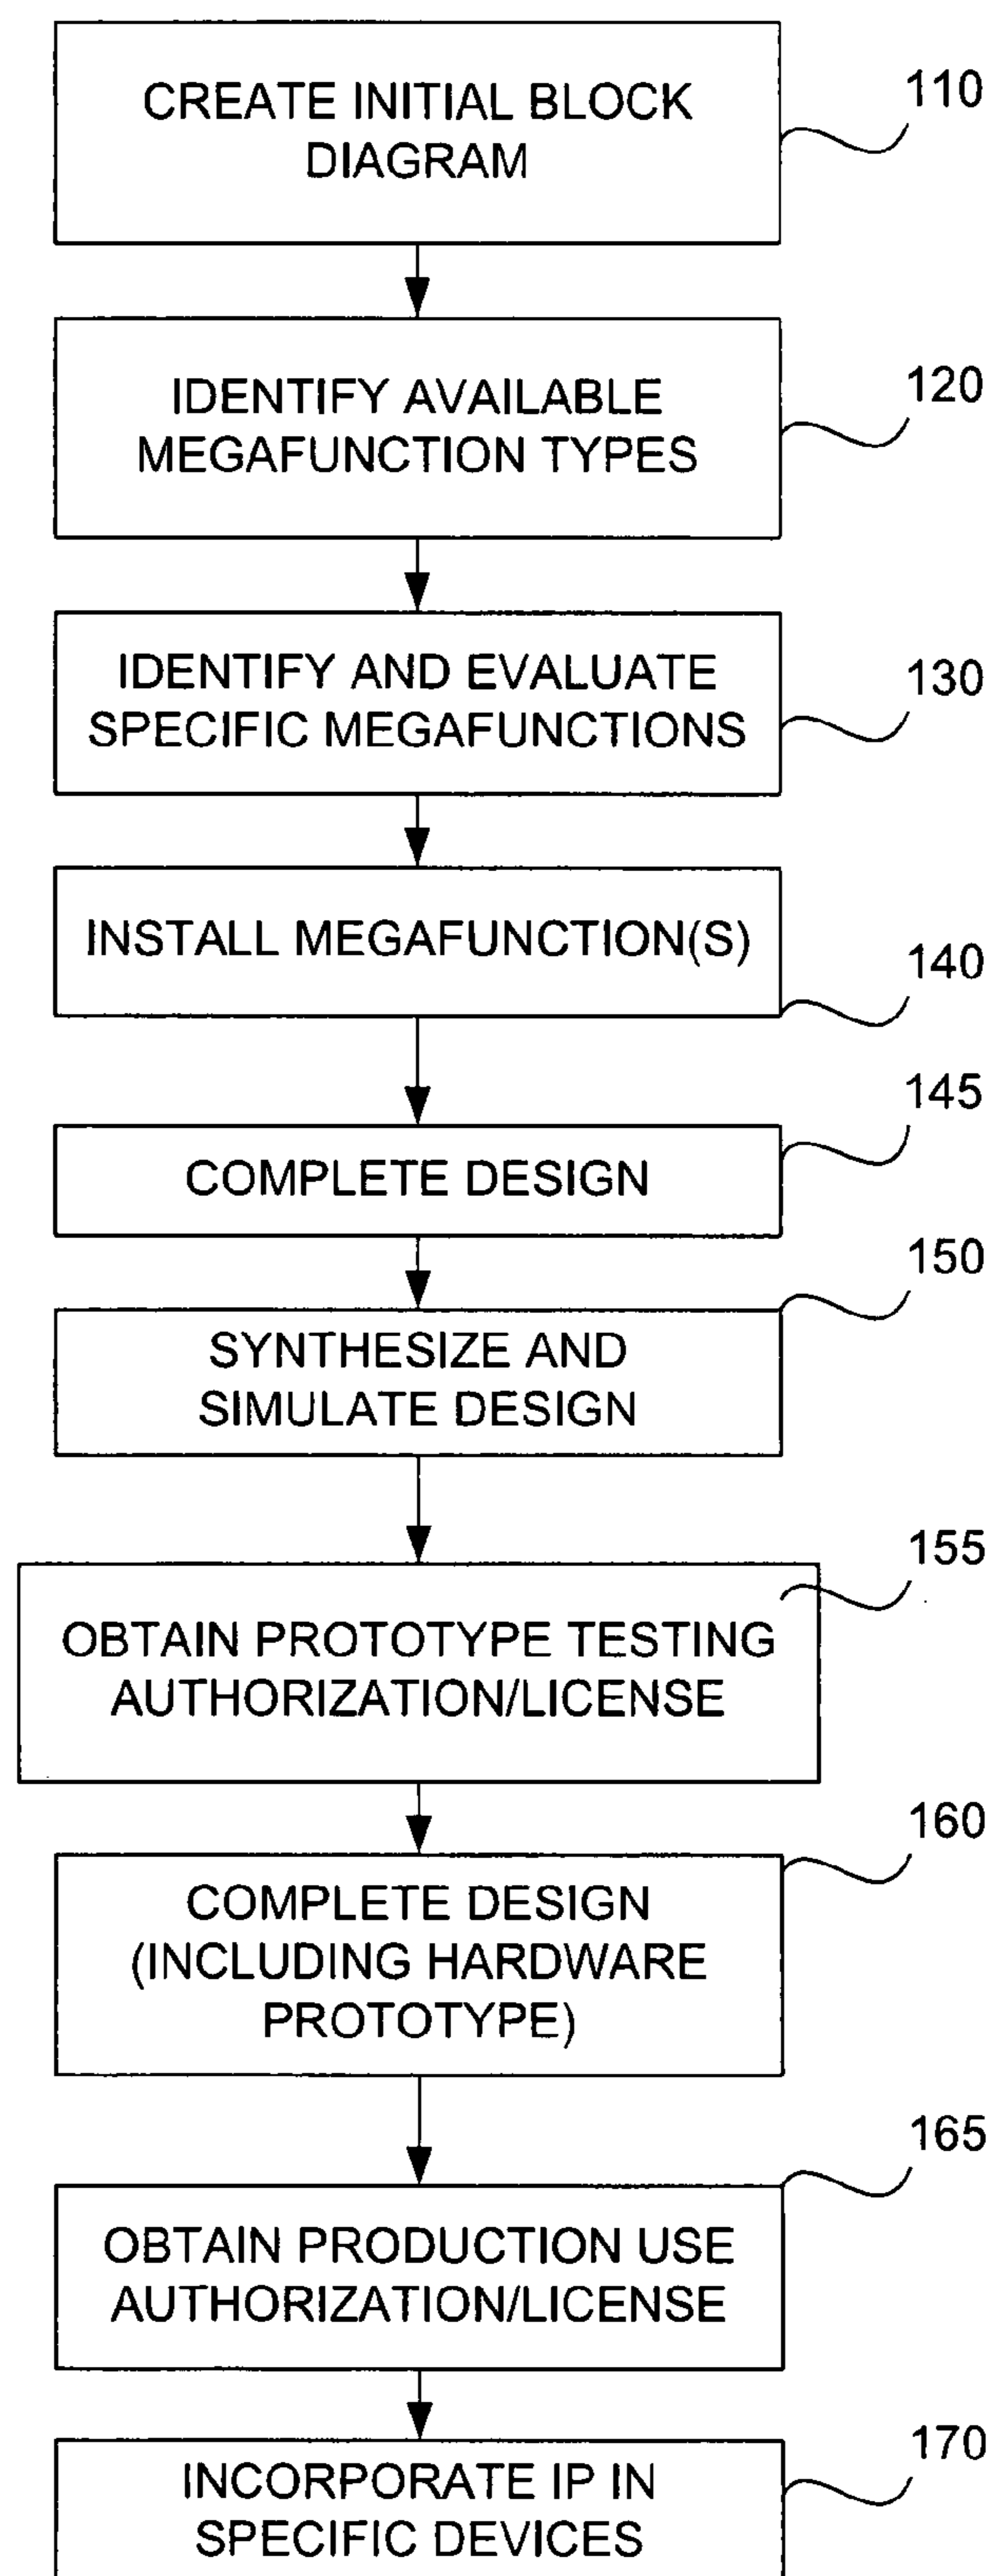 CREATE INITIAL BLOCK
DIAGRAM
110
IDENTIFY AVAILABLE
MEGAFUNCTION TYPES
120
IDENTIFY AND EVALUATE
SPECIFIC MEGAFUNCTIONS
130
INSTALL MEGAFUNCTION(S)
140
COMPLETE DESIGN
145
SYNTHESIZE AND
SIMULATE DESIGN
150
OBTAIN PROTOTYPE TESTING
AUTHORIZATION/LICENSE
155
COMPLETE DESIGN
(INCLUDING HARDWARE
PROTOTYPE)
160
OBTAIN PRODUCTION USE
AUTHORIZATION/LICENSE
165
INCORPORATE IP IN
SPECIFIC DEVICES
170